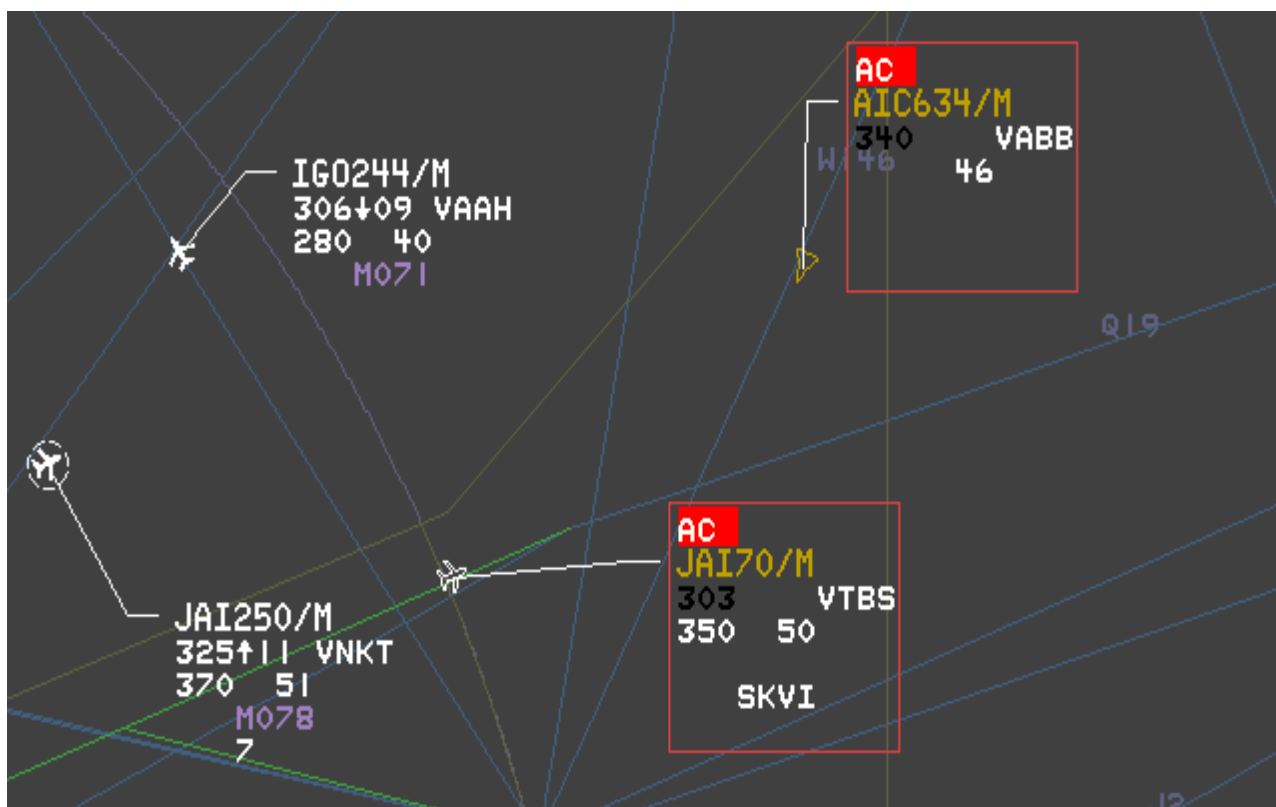 AC
AIC634/M
340 VABB
46
W146
IGO244/M
306↓09 VAAH
280 40
M071
Q19
AC
JAI70/M
303 VTBS
350 50
SKVI
JAI250/M
325↑11 VNKT
370 51
M078
7